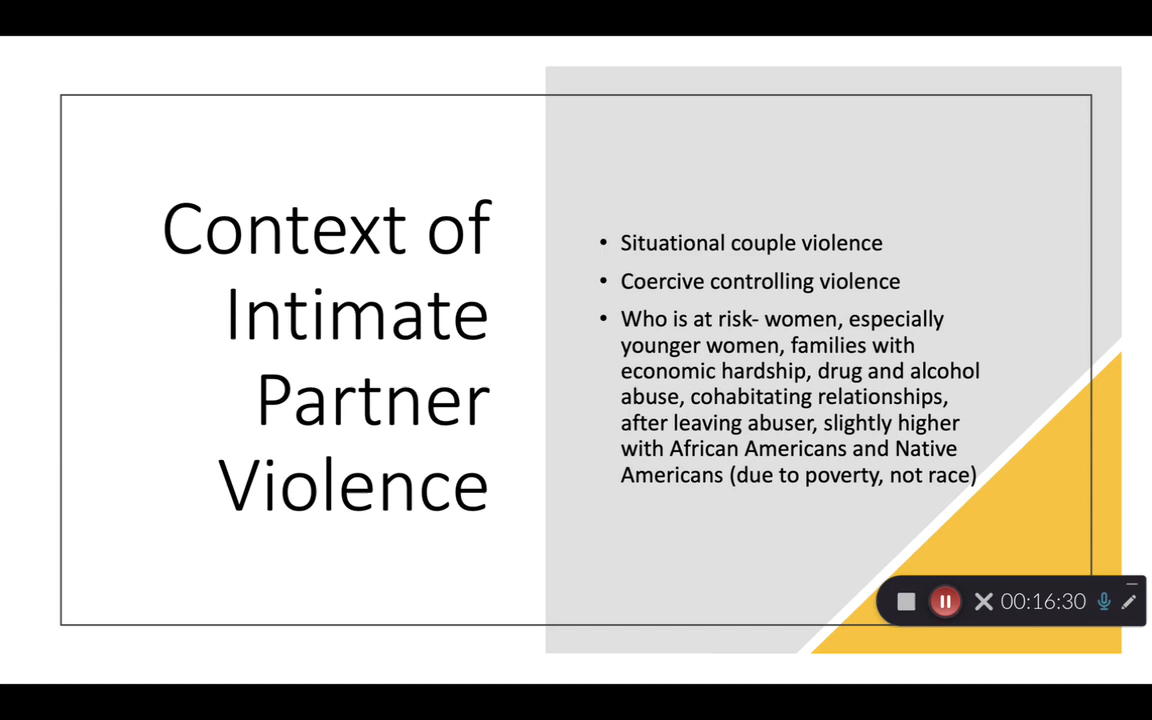 Context of
Intimate
Partner
Violence
• Situational couple violence
• Coercive controlling violence
• Who is at risk- women, especially
younger women, families with
economic hardship, drug and alcohol
abuse, cohabitating relationships,
after leaving abuser, slightly higher
with African Americans and Native
Americans (due to poverty, not race)
00:16:30